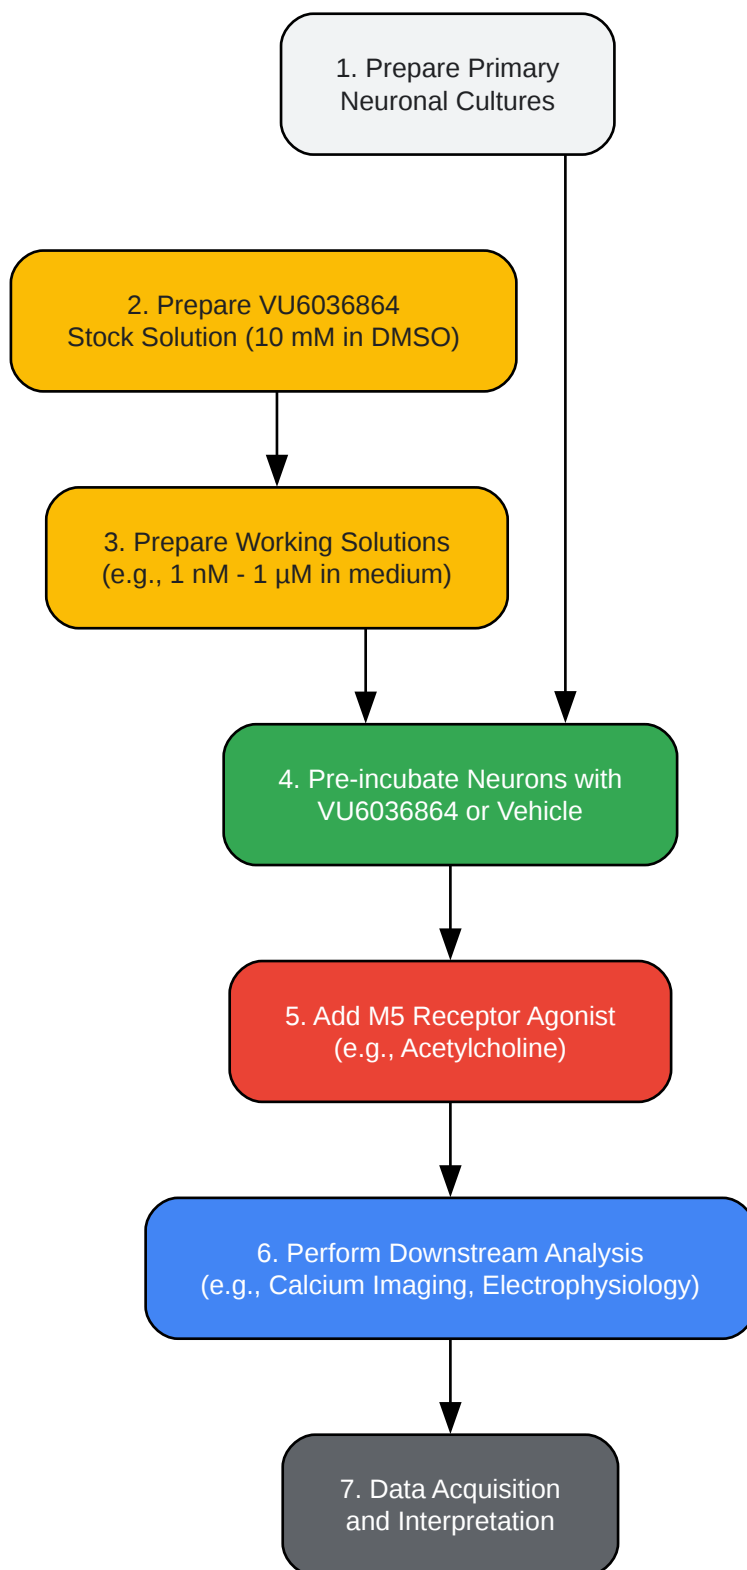 1. Prepare Primary
Neuronal Cultures
2. Prepare VU6036864
Stock Solution (10 mM in DMSO)
3. Prepare Working Solutions
(e.g., 1 nM - 1 µM in medium)
4. Pre-incubate Neurons with
VU6036864 or Vehicle
5. Add M5 Receptor Agonist
(e.g., Acetylcholine)
6. Perform Downstream Analysis
(e.g., Calcium Imaging, Electrophysiology)
7. Data Acquisition
and Interpretation